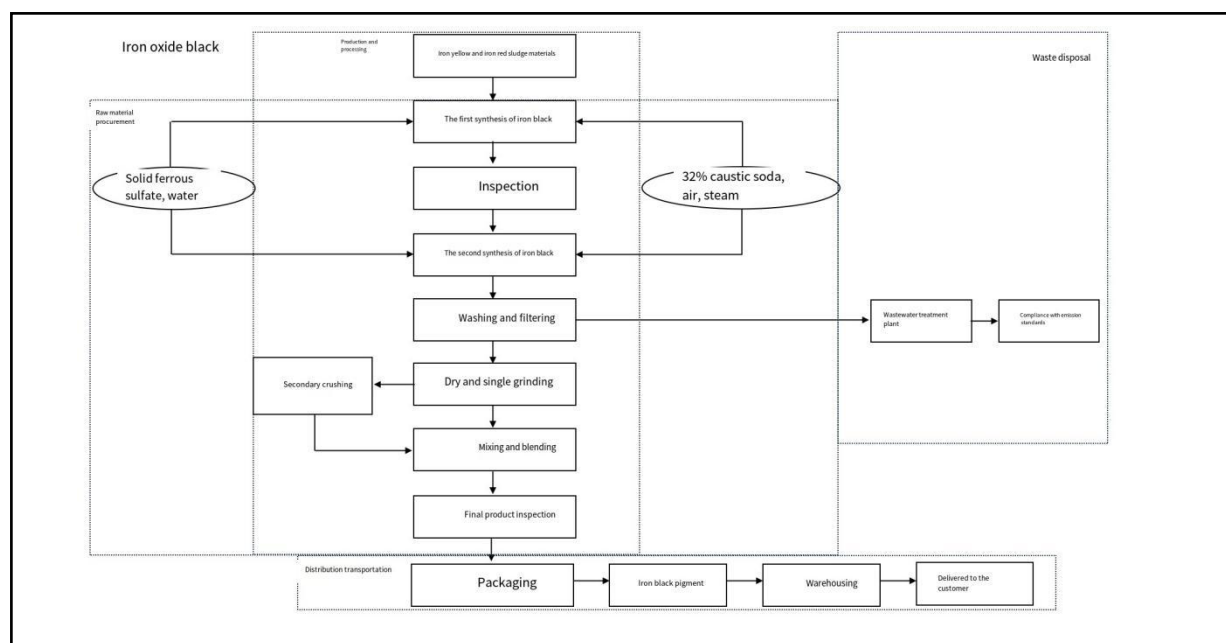 Iron oxide black
Production and
processing
Iron yellow and iron red sludge materials
Waste disposal
Raw material
procurement
The first synthesis of iron black
Solid ferrous
sulfate, water
Inspection
32% caustic soda,
air, steam
The second synthesis of iron black
Washing and filtering
Wastewater treatment
plant
Compliance with emission
standards
Secondary crushing
Dry and single grinding
Mixing and blending
Final product inspection
Distribution transportation
Packaging
Iron black pigment
Warehousing
Delivered to the
customer